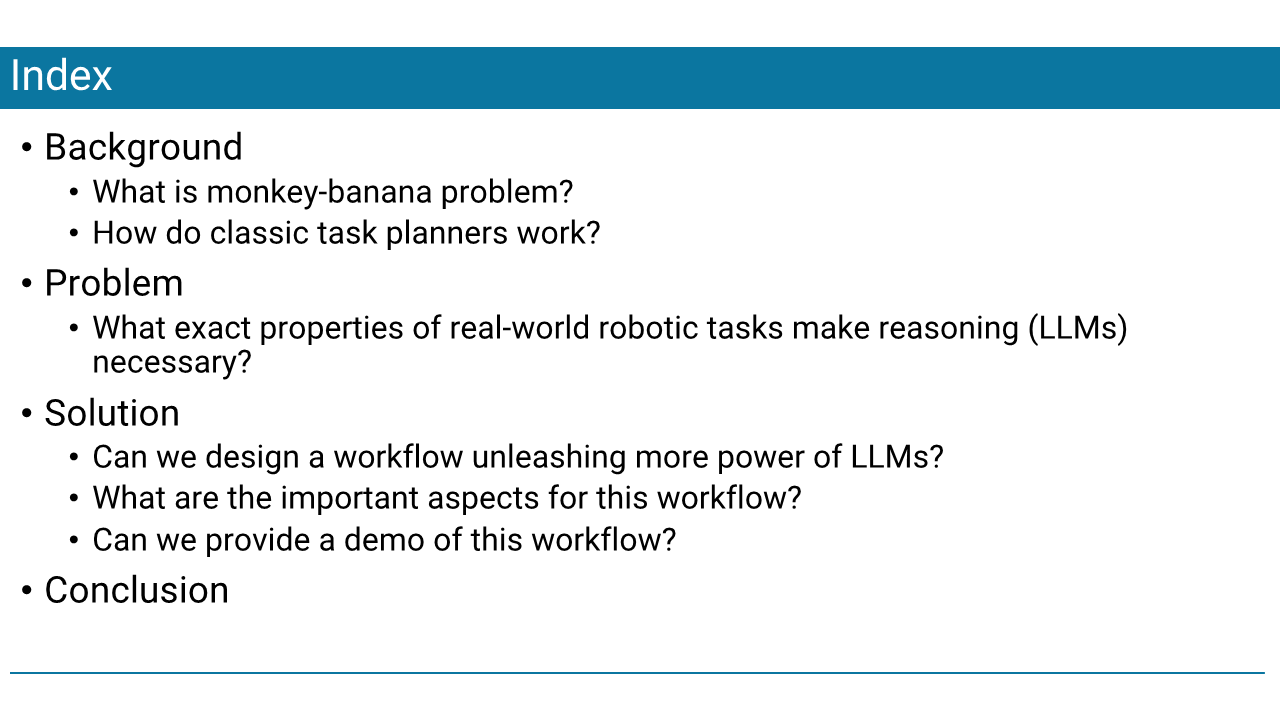 Index
• Background
• What is monkey-banana problem?
• How do classic task planners work?
• Problem
• What exact properties of real-world robotic tasks make reasoning (LLMs)
necessary?
• Solution
• Can we design a workflow unleashing more power of LLMs?
• What are the important aspects for this workflow?
• Can we provide a demo of this workflow?
• Conclusion